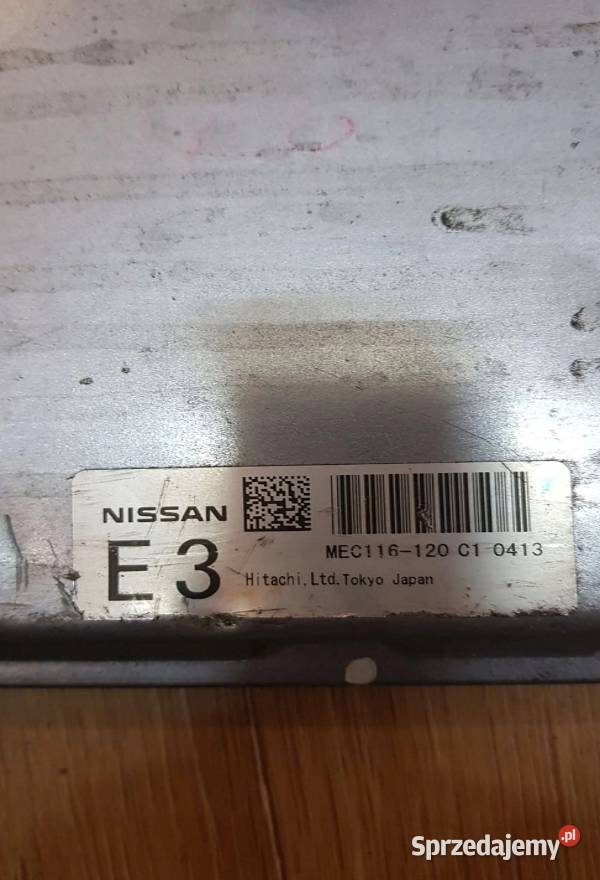 NISSAN
E3
MEC116-120 C1 0413
Hitachi,Ltd.Tokyo Japan
Sprzedajemy.pl